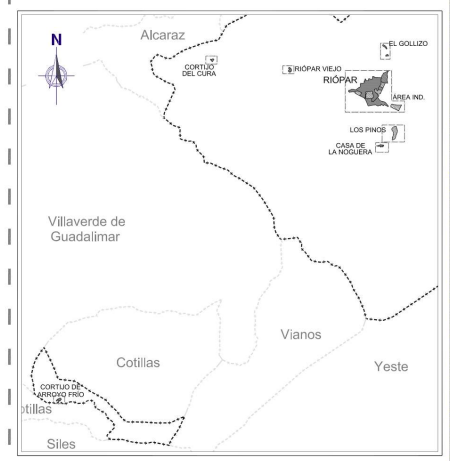 N
Alcaraz
EL GOLLIZO
CORTIJO
DEL CURA
RIÓPAR VIEJO
RIÓPAR
ÁREA IND.
LOS PINOS
CASA DE
LA NOGUERA
Villaverde de
Guadalimar
Vianos
Cotillas
Yeste
CORTIJO DE
ARROYO FRÍO
otillas
Siles